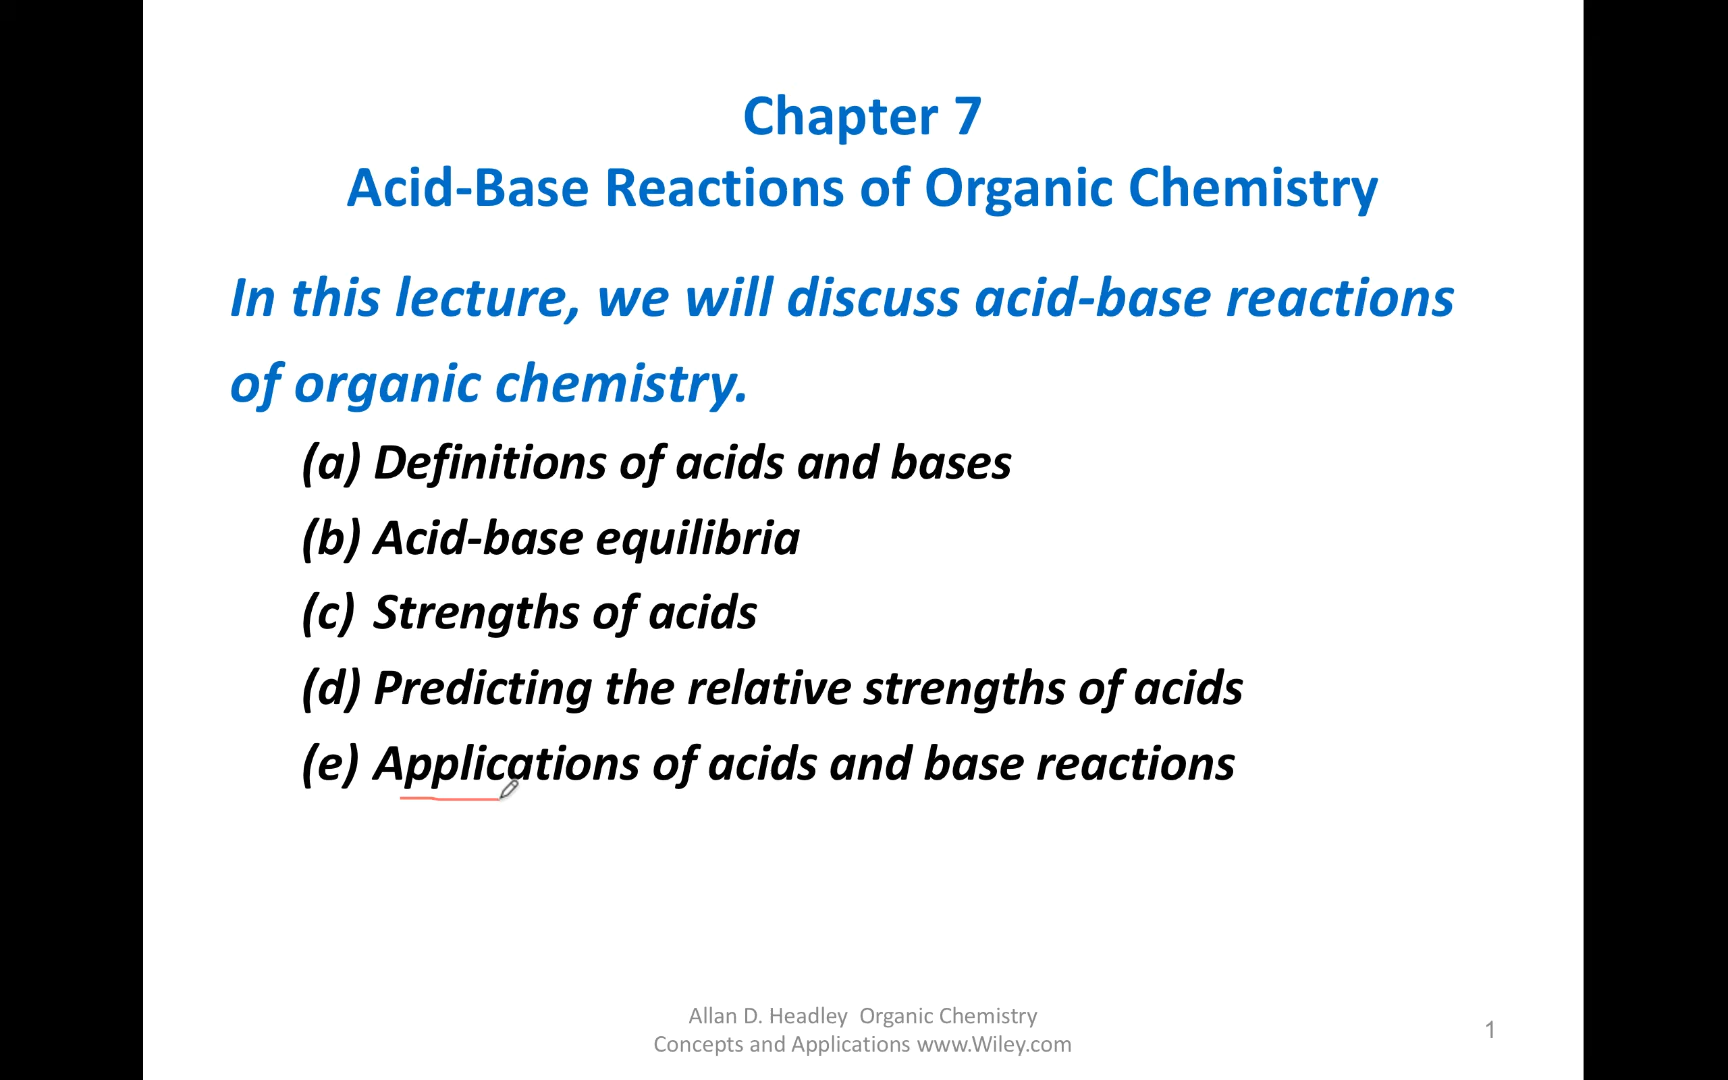 Chapter 7
Acid-Base Reactions of Organic Chemistry
In this lecture, we will discuss acid-base reactions
of organic chemistry.
(a) Definitions of acids and bases
(b) Acid-base equilibria
(c) Strengths of acids
(d) Predicting the relative strengths of acids
(e) Applications of acids and base reactions
Allan D. Headley Organic Chemistry
Concepts and Applications www.Wiley.com
1